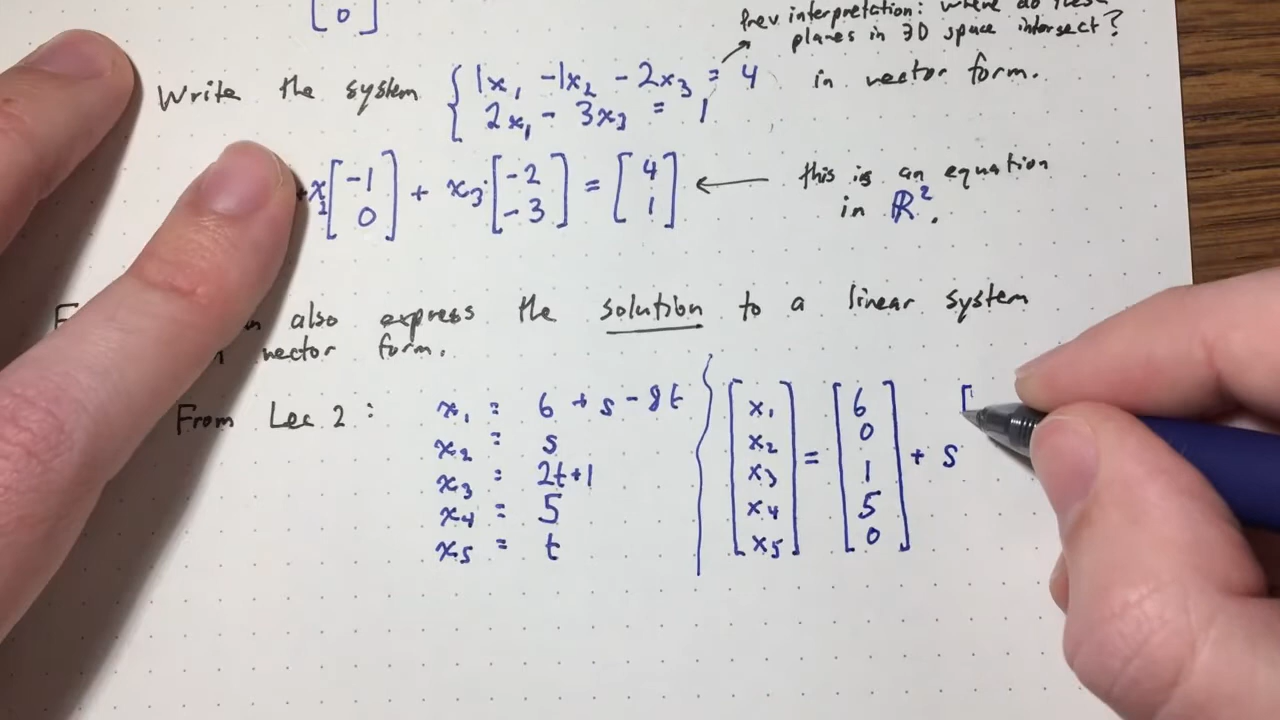 [0]
Prev interpretation: where do these
planes in 3D space intersect?
Write the system { 1x₁ - 1x₂ - 2x₃ = 4 in vector form.
2x₁ - 3x₃ = 1
+ x₂ [-1 0] + x₃ [-2 -3] = [4 1] ← this is an equation
in ℝ².
also express the solution to a linear system
vector form.
From Lec 2:
x₁ = 6 + s - 8t
x₂ = s
x₃ = 2t+1
x₄ = 5
x₅ = t
[x₁ x₂ x₃ x₄ x₅] = [6 0 1 5 0] + s [